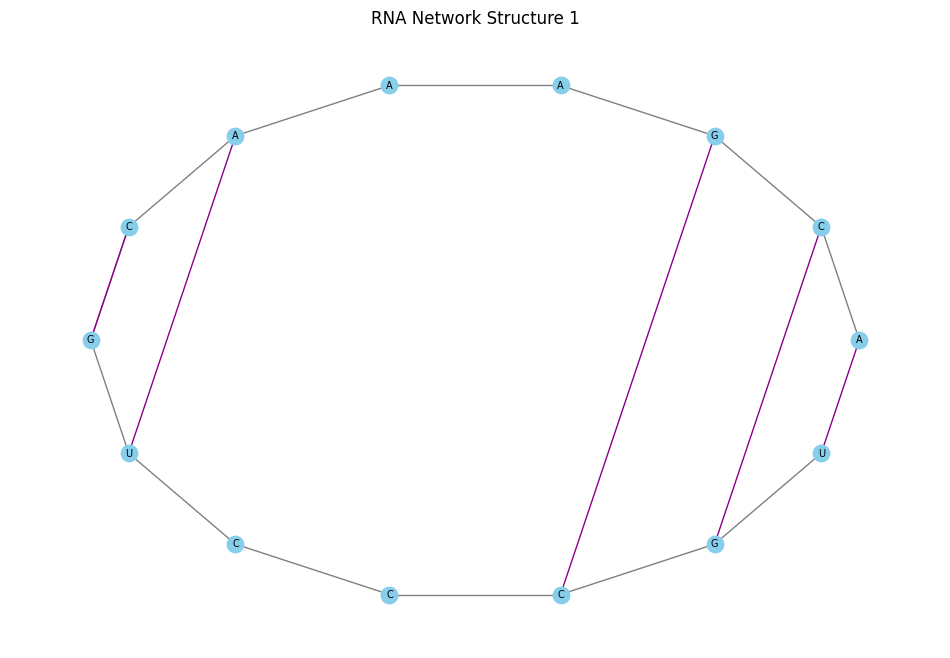 RNA Network Structure 1
A A
A G
C C
G A
U U
C G
C C